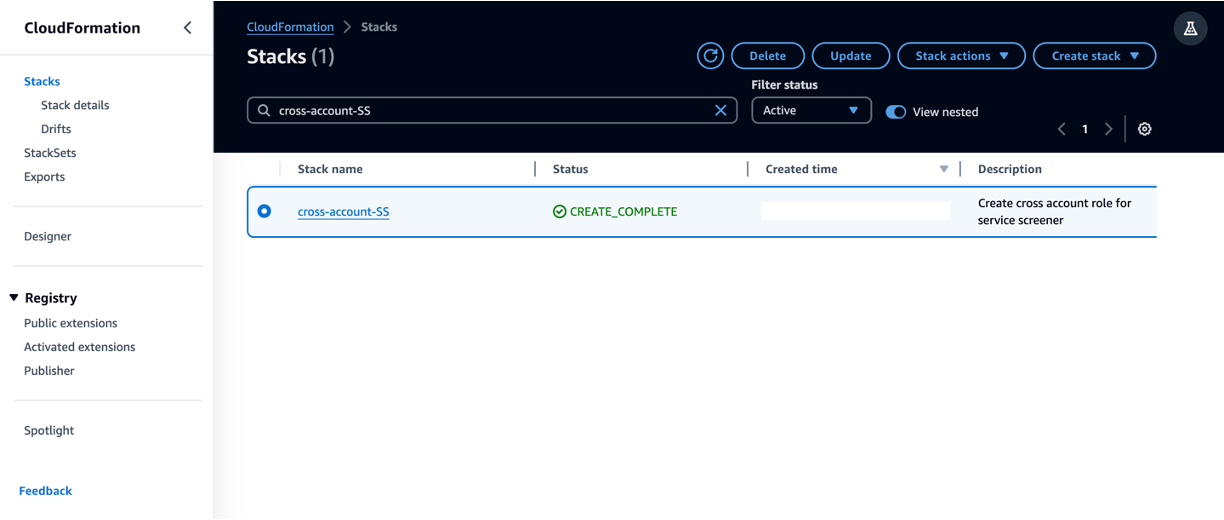 CloudFormation
Stacks
Stack details
Drifts
StackSets
Exports
Designer
Registry
Public extensions
Activated extensions
Publisher
Spotlight
Feedback
CloudFormation Stacks
Stacks (1)
Delete Update Stack actions Create stack
Filter status
cross-account-SS Active View nested
1
Stack name Status Created time Description
cross-account-SS CREATE_COMPLETE Create cross account role for
service screener